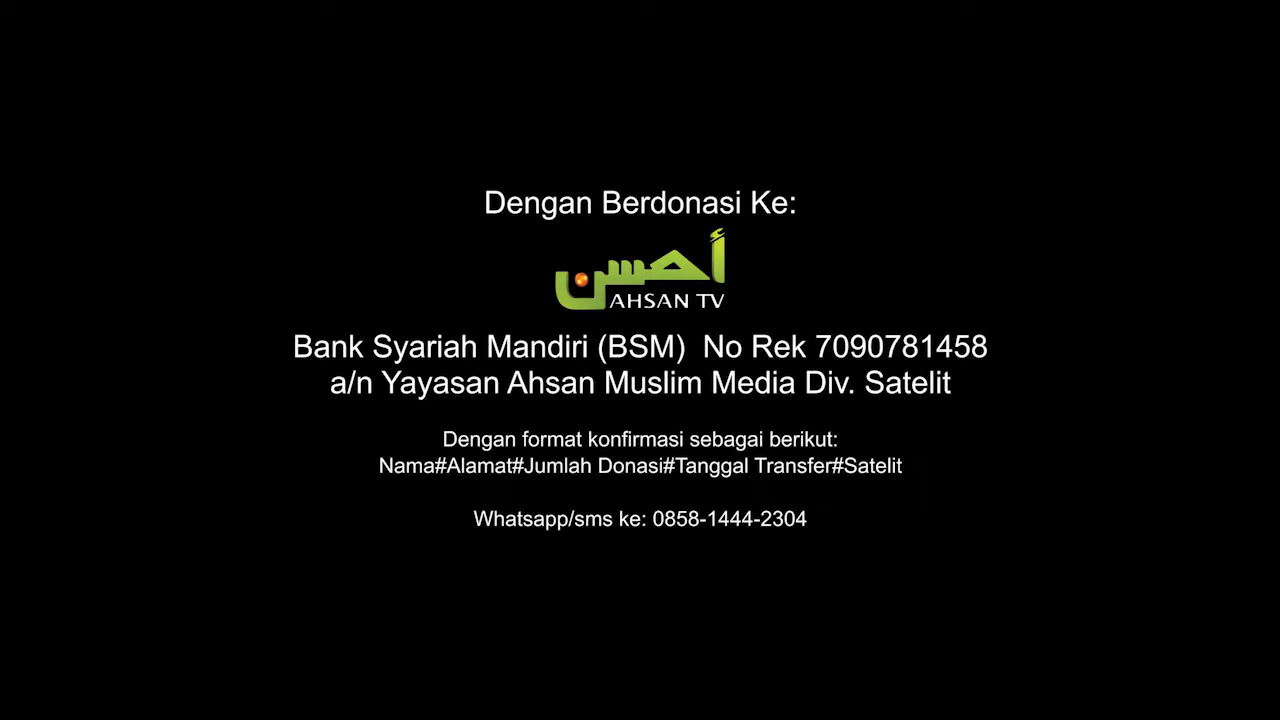 Dengan Berdonasi Ke:
أحسن
AHSAN TV
Bank Syariah Mandiri (BSM)  No Rek 7090781458
a/n Yayasan Ahsan Muslim Media Div. Satelit
Dengan format konfirmasi sebagai berikut:
Nama#Alamat#Jumlah Donasi#Tanggal Transfer#Satelit
Whatsapp/sms ke: 0858-1444-2304